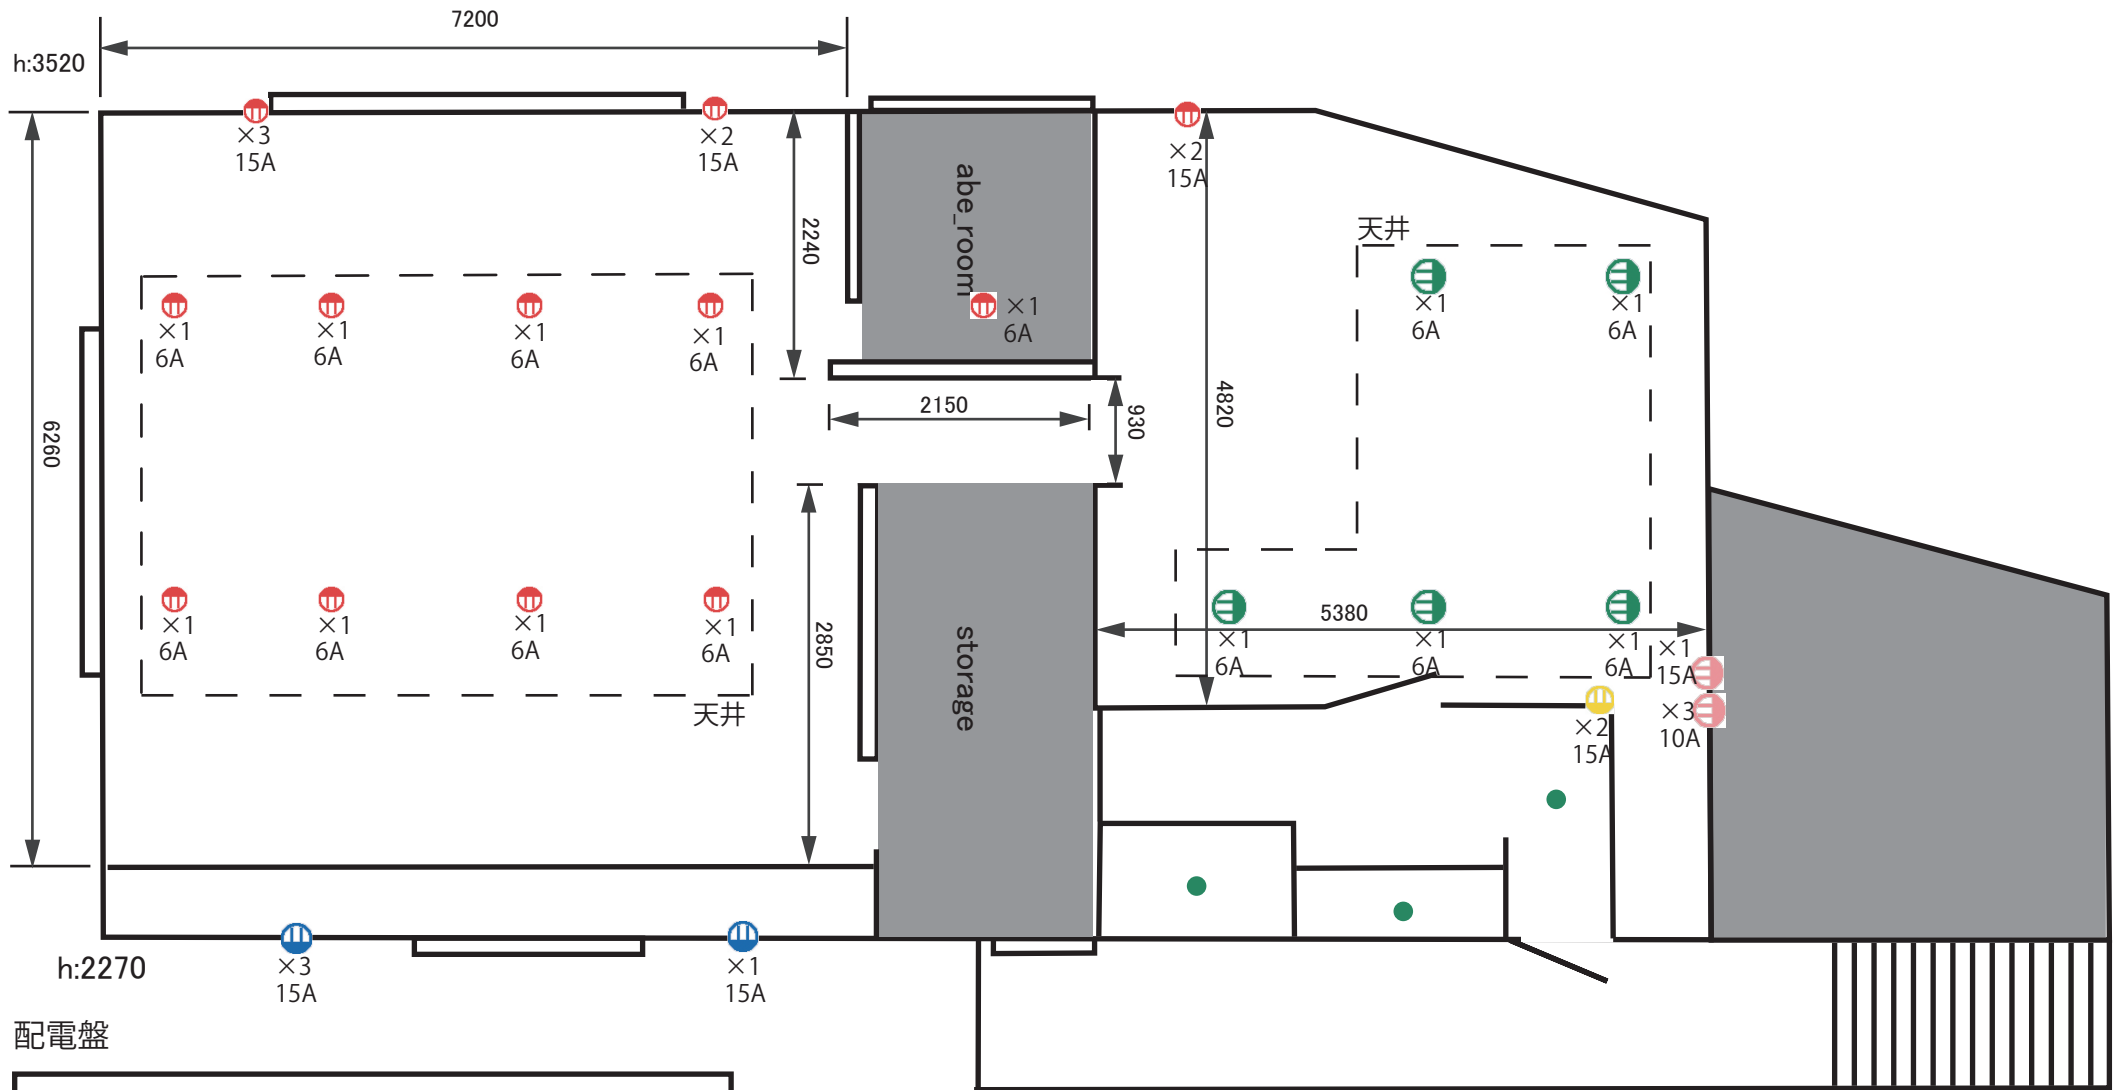 7200
h:3520
×3
15A
×2
15A
×2
15A
abe_room
2240
天井
×1
6A
×1
6A
×1
6A
×1
6A
×1
6A
×1
6A
×1
6A
2150
930
4820
6260
5380
×1
6A
×1
6A
×1
6A
×1
6A
2850
storage
×1
6A
×1
6A
×1
6A
×1
15A
天井
×2
15A
×3
10A
h:2270
×3
15A
×1
15A
配電盤